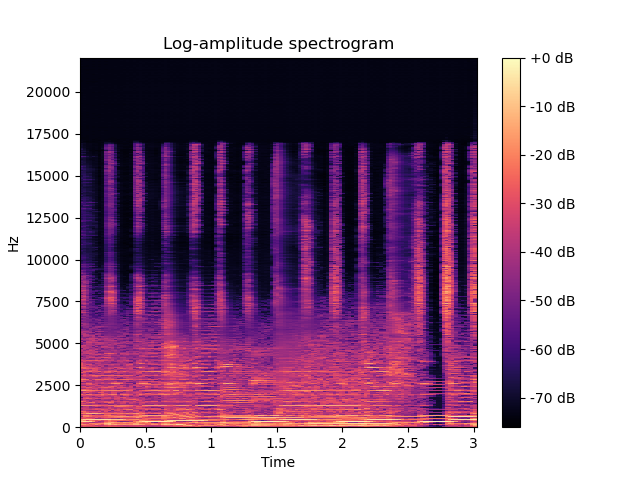 Log-amplitude spectrogram
Hz
20000
17500
15000
12500
10000
7500
5000
2500
0
0 0.5 1 1.5 2 2.5 3
Time
+0 dB
-10 dB
-20 dB
-30 dB
-40 dB
-50 dB
-60 dB
-70 dB